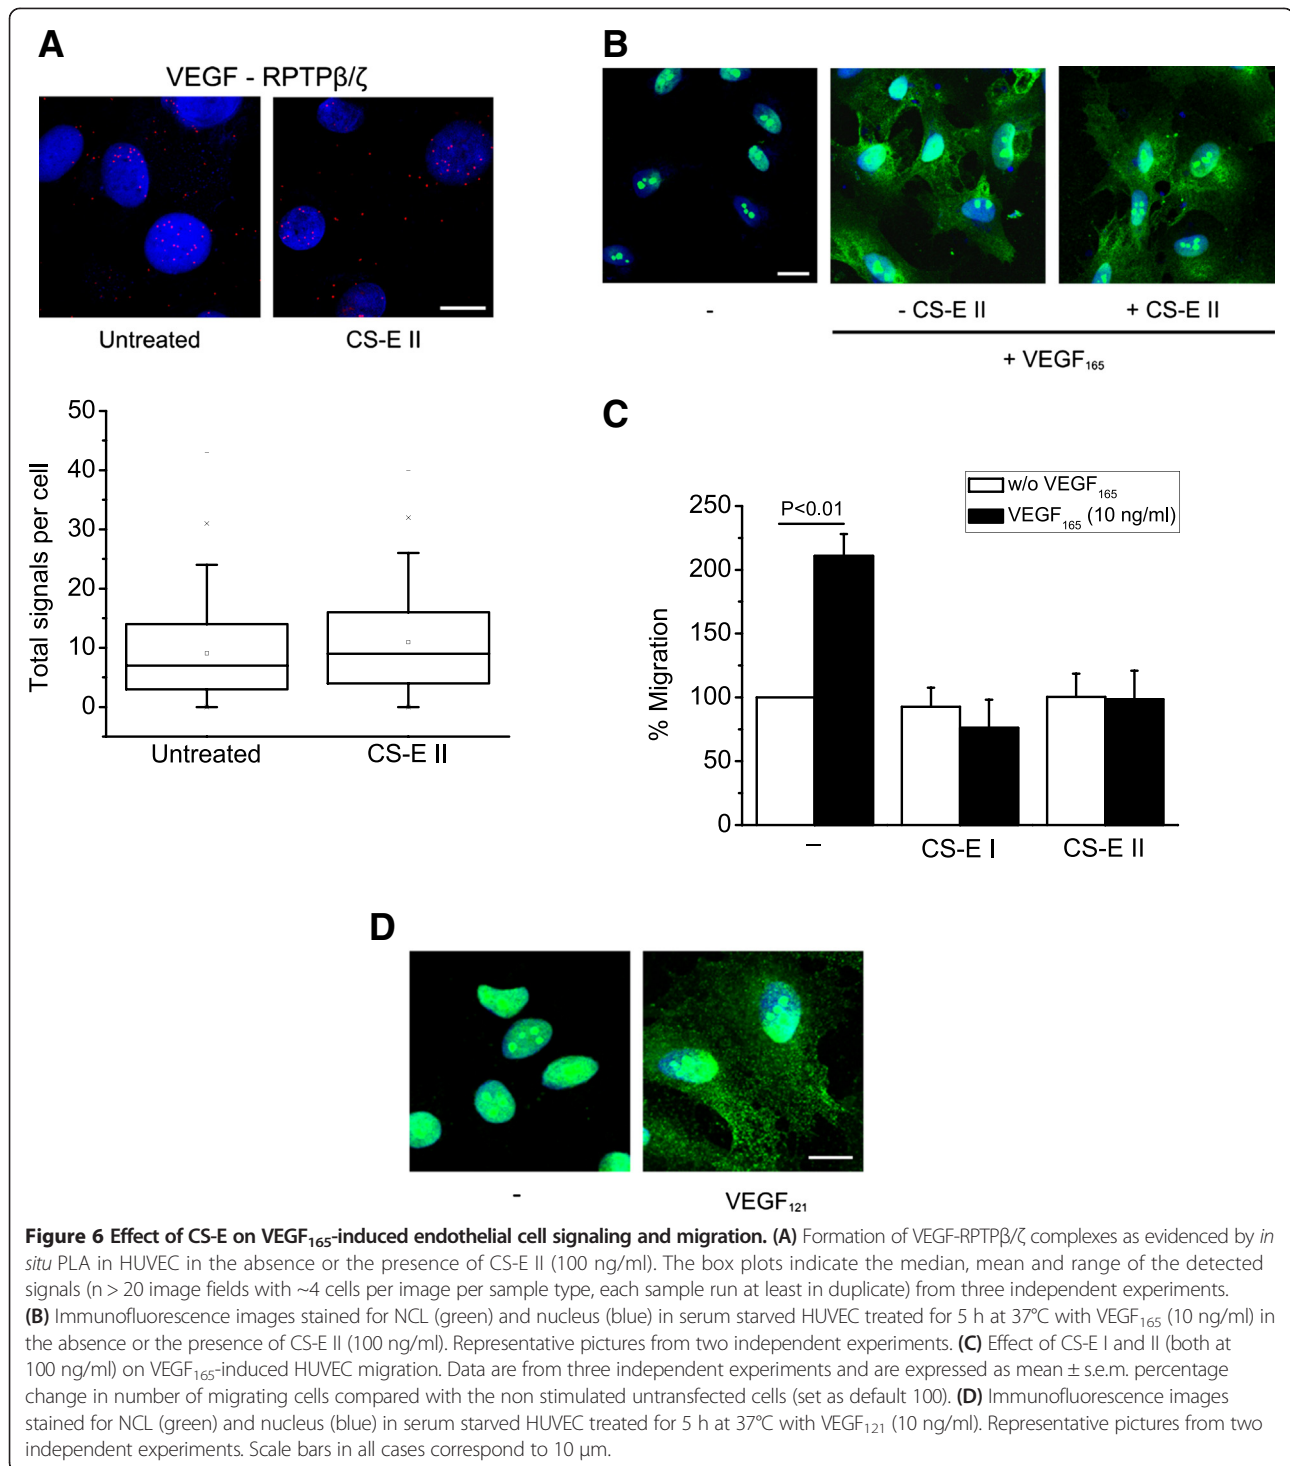 A
VEGF - RPTPβ/ζ
Untreated
CS-E II
50
40
30
20
10
0
Total signals per cell
Untreated
CS-E II
B
-
- CS-E II
+ CS-E II
+ VEGF165
C
w/o VEGF165
VEGF165 (10 ng/ml)
P<0.01
250
200
150
100
50
0
% Migration
–
CS-E I
CS-E II
D
-
VEGF121
Figure 6 Effect of CS-E on VEGF165-induced endothelial cell signaling and migration. (A) Formation of VEGF-RPTPβ/ζ complexes as evidenced by in
situ PLA in HUVEC in the absence or the presence of CS-E II (100 ng/ml). The box plots indicate the median, mean and range of the detected
signals (n > 20 image fields with ~4 cells per image per sample type, each sample run at least in duplicate) from three independent experiments.
(B) Immunofluorescence images stained for NCL (green) and nucleus (blue) in serum starved HUVEC treated for 5 h at 37°C with VEGF165 (10 ng/ml) in
the absence or the presence of CS-E II (100 ng/ml). Representative pictures from two independent experiments. (C) Effect of CS-E I and II (both at
100 ng/ml) on VEGF165-induced HUVEC migration. Data are from three independent experiments and are expressed as mean ± s.e.m. percentage
change in number of migrating cells compared with the non stimulated untransfected cells (set as default 100). (D) Immunofluorescence images
stained for NCL (green) and nucleus (blue) in serum starved HUVEC treated for 5 h at 37°C with VEGF121 (10 ng/ml). Representative pictures from two
independent experiments. Scale bars in all cases correspond to 10 μm.